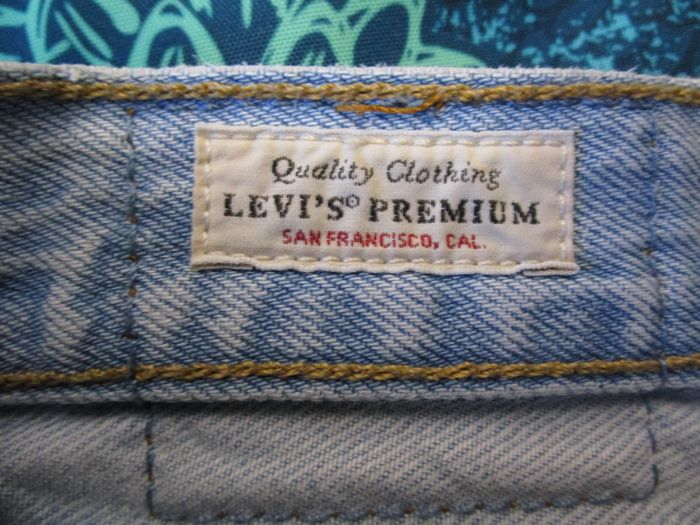 Quality Clothing
LEVI'S® PREMIUM
SAN FRANCISCO, CAL.